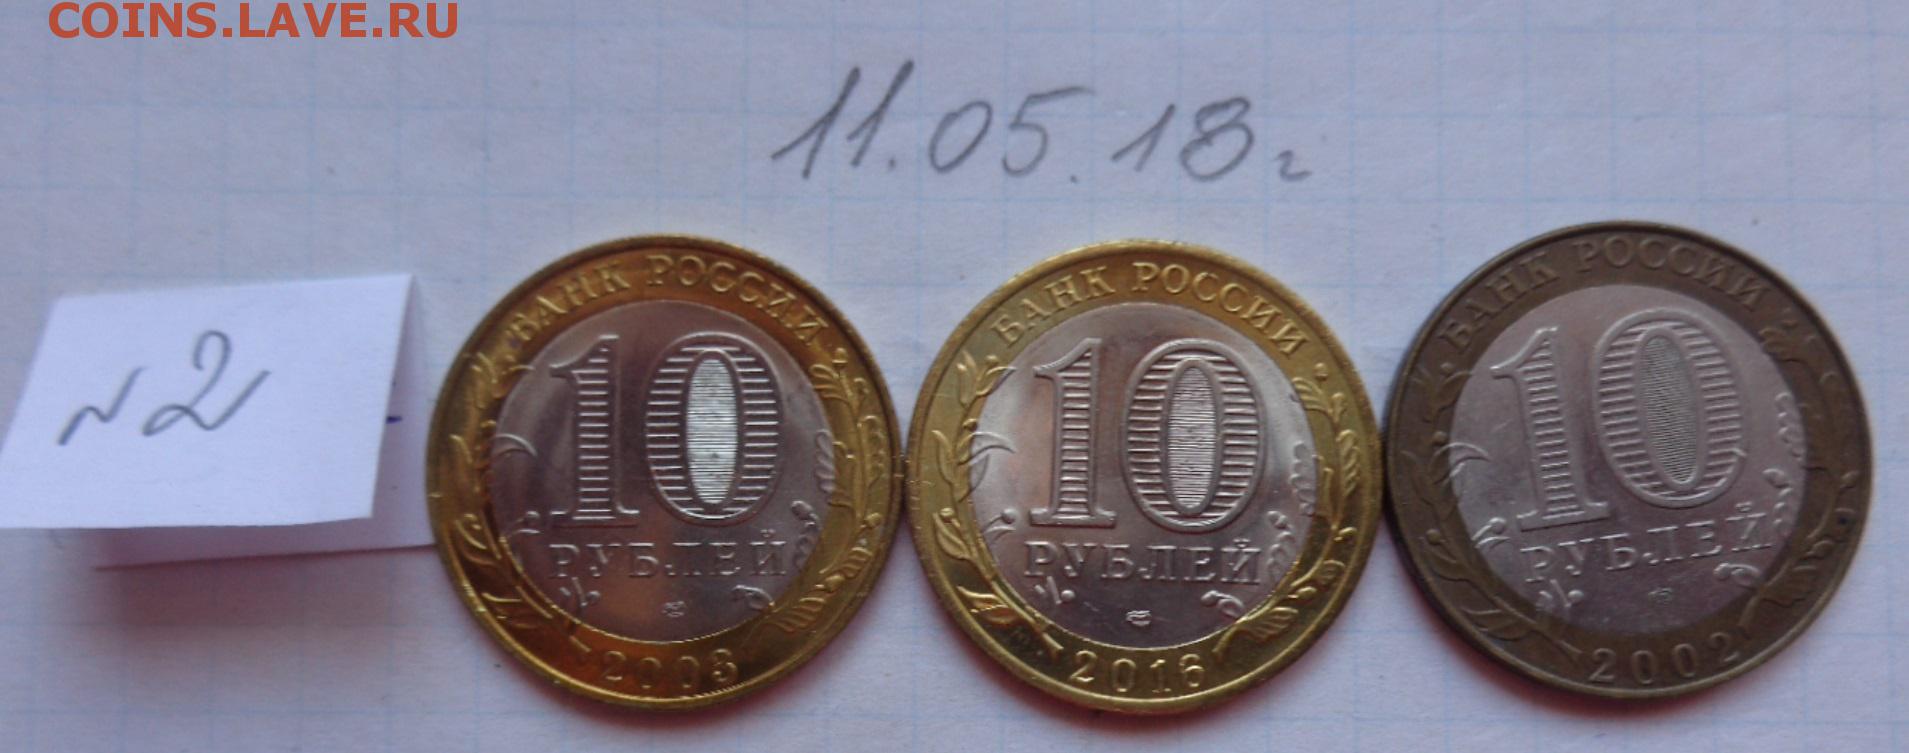 COINS.LAVE.RU
11.05.18г
№2
БАНК РОССИИ
10
РУБЛЕЙ
2003
БАНК РОССИИ
10
РУБЛЕЙ
2016
БАНК РОССИИ
10
РУБЛЕЙ
2002